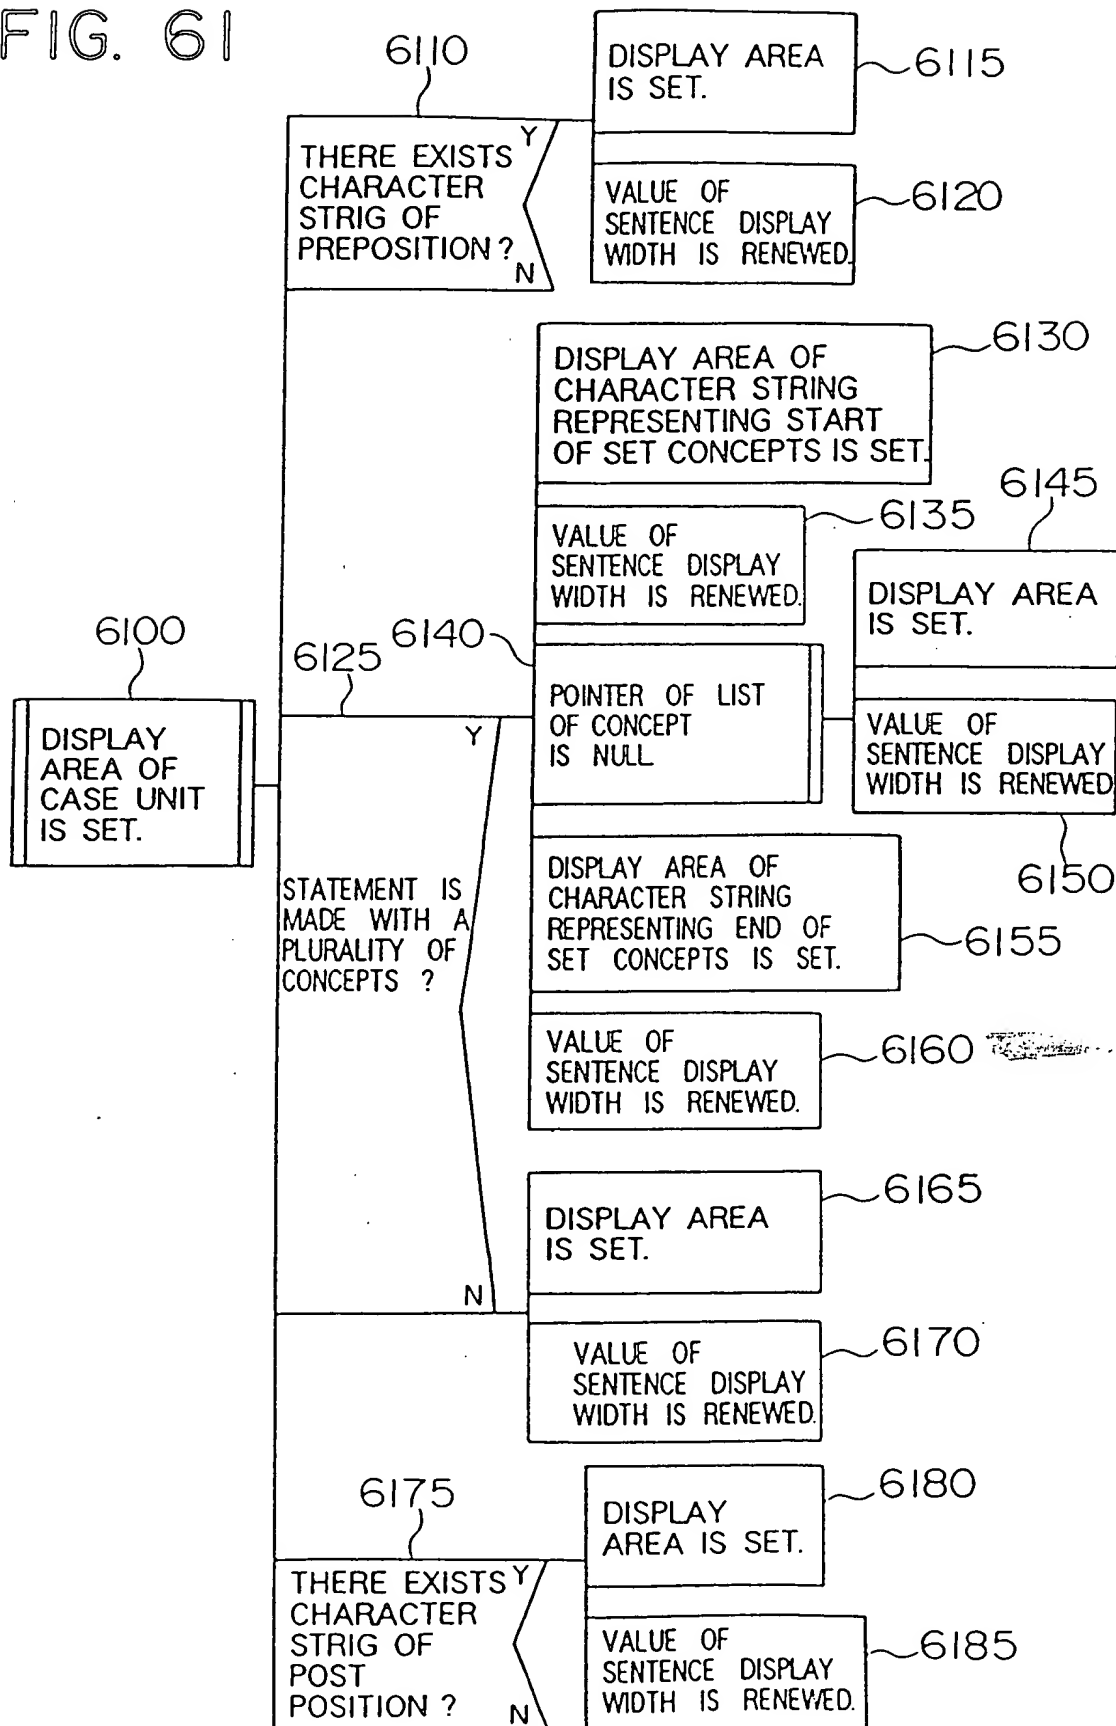 FIG. 61
6110
DISPLAY AREA
IS SET.
6115
THERE EXISTS
CHARACTER
STRIG OF
PREPOSITION ?
Y
N
VALUE OF
SENTENCE DISPLAY
WIDTH IS RENEWED.
6120
DISPLAY AREA OF
CHARACTER STRING
REPRESENTING START
OF SET CONCEPTS IS SET.
6130
VALUE OF
SENTENCE DISPLAY
WIDTH IS RENEWED.
6135
6145
DISPLAY AREA
IS SET.
6100
DISPLAY
AREA OF
CASE UNIT
IS SET.
6125
6140
POINTER OF LIST
OF CONCEPT
IS NULL
VALUE OF
SENTENCE DISPLAY
WIDTH IS RENEWED
6150
Y
STATEMENT IS
MADE WITH A
PLURALITY OF
CONCEPTS ?
N
DISPLAY AREA OF
CHARACTER STRING
REPRESENTING END OF
SET CONCEPTS IS SET.
6155
VALUE OF
SENTENCE DISPLAY
WIDTH IS RENEWED.
6160
DISPLAY AREA
IS SET.
6165
VALUE OF
SENTENCE DISPLAY
WIDTH IS RENEWED.
6170
6175
THERE EXISTS
CHARACTER
STRIG OF
POST
POSITION ?
Y
N
DISPLAY
AREA IS SET.
6180
VALUE OF
SENTENCE DISPLAY
WIDTH IS RENEWED.
6185